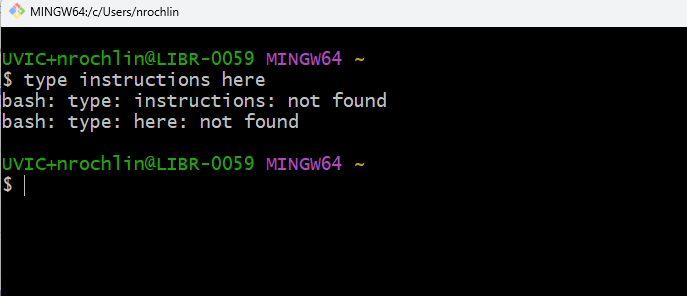 MINGW64:/c/Users/nrochlin
UVIC+nrochlin@LIBR-0059 MINGW64 ~
$ type instructions here
bash: type: instructions: not found
bash: type: here: not found
UVIC+nrochlin@LIBR-0059 MINGW64 ~
$